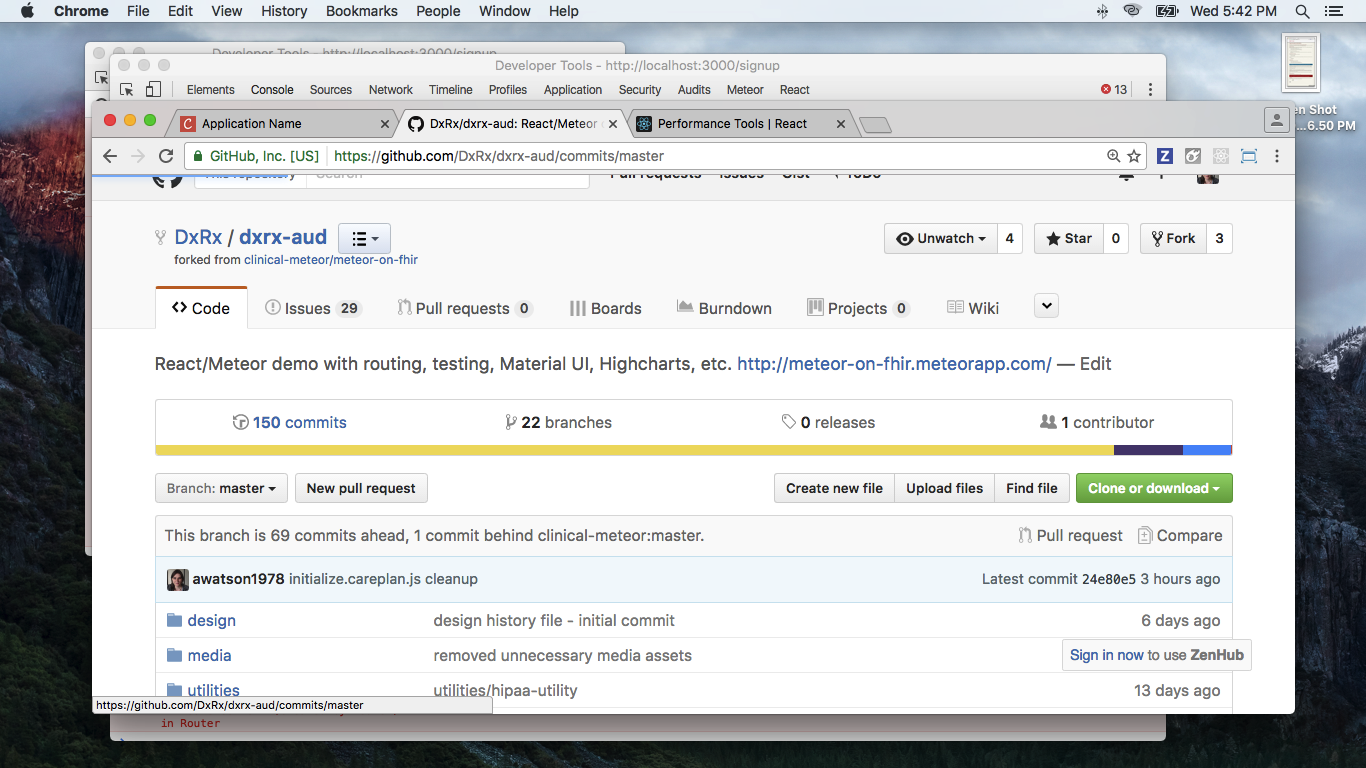 Chrome File Edit View History Bookmarks People Window Help Wed 5:42 PM
Developer Tools - http://localhost:3000/signup
Developer Tools - http://localhost:3000/signup
Elements Console Sources Network Timeline Profiles Application Security Audits Meteor React 13
en Shot
...6.50 PM
Application Name DxRx/dxrx-aud: React/Meteor Performance Tools | React
GitHub, Inc. [US] https://github.com/DxRx/dxrx-aud/commits/master
This repository Search Pull requests Issues Gist
DxRx / dxrx-aud Unwatch 4 Star 0 Fork 3
forked from clinical-meteor/meteor-on-fhir
Code Issues 29 Pull requests 0 Boards Burndown Projects 0 Wiki
React/Meteor demo with routing, testing, Material UI, Highcharts, etc. http://meteor-on-fhir.meteorapp.com/ — Edit
150 commits 22 branches 0 releases 1 contributor
Branch: master New pull request Create new file Upload files Find file Clone or download
This branch is 69 commits ahead, 1 commit behind clinical-meteor:master. Pull request Compare
awatson1978 initialize.careplan.js cleanup Latest commit 24e80e5 3 hours ago
design design history file - initial commit 6 days ago
media removed unnecessary media assets
Sign in now to use ZenHub
utilities utilities/hipaa-utility 13 days ago
https://github.com/DxRx/dxrx-aud/commits/master
in Router